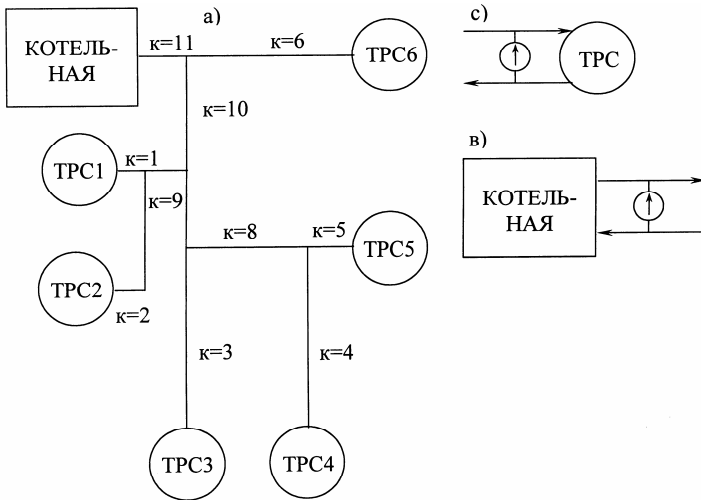 а)
с)
КОТЕЛЬ-
НАЯ
к=11
к=6
ТРС6
ТРС
к=10
в)
ТРС1
к=1
к=9
КОТЕЛЬ-
НАЯ
к=8
к=5
ТРС5
ТРС2
к=2
к=3
к=4
ТРС3
ТРС4